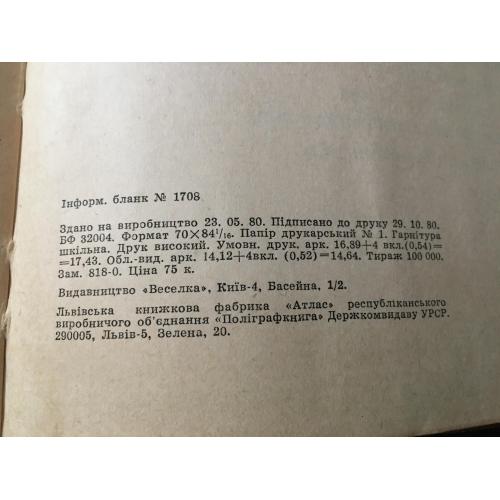 Інформ. бланк № 1708
Здано на виробництво 23. 05. 80. Підписано до друку 29. 10. 80.
БФ 32004. Формат 70×84¹/₁₆. Папір друкарський № 1. Гарнітура
шкільна. Друк високий. Умовн. друк. арк. 16,89+4 вкл.(0,54)=
=17,43. Обл.-вид. арк. 14,12+4вкл. (0,52)=14,64. Тираж 100 000.
Зам. 818-0. Ціна 75 к.
Видавництво «Веселка», Київ-4, Басейна, 1/2.
Львівська книжкова фабрика «Атлас» республіканського
виробничого об'єднання «Поліграфкнига» Держкомвидаву УРСР.
290005, Львів-5, Зелена, 20.